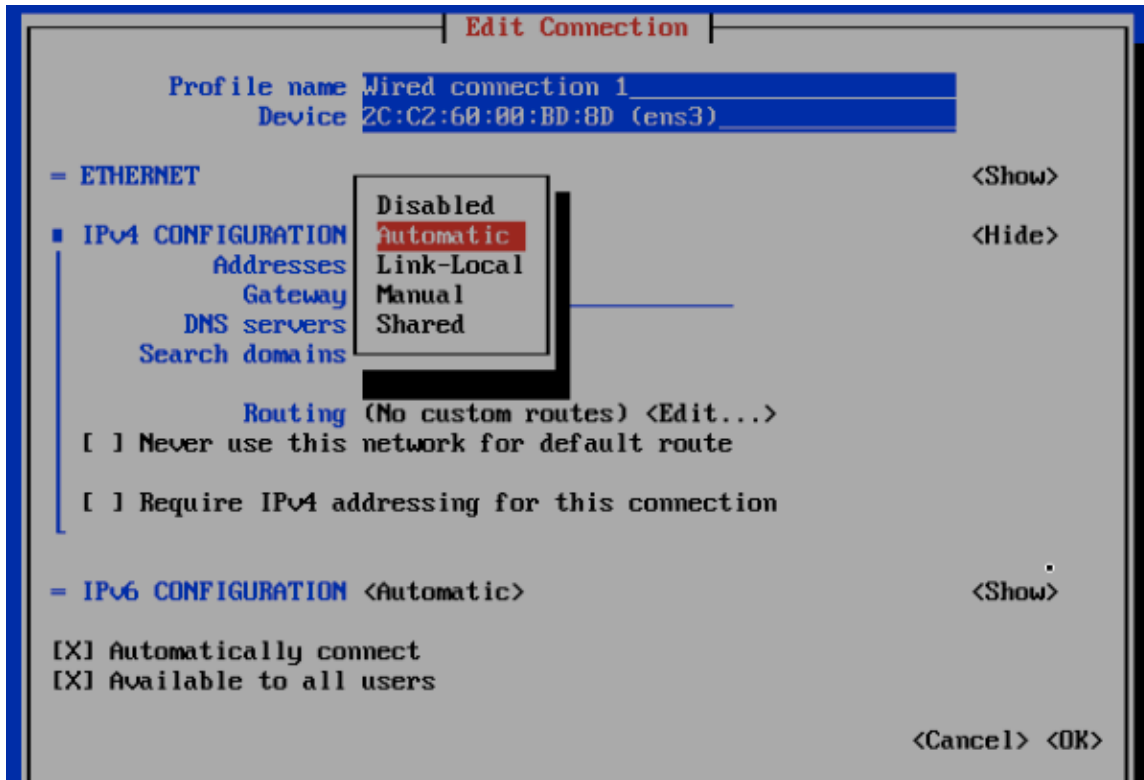 Edit Connection
Profile name Wired connection 1
Device 2C:C2:60:00:BD:8D (ens3)
= ETHERNET <Show>
Disabled
IPv4 CONFIGURATION Automatic <Hide>
Addresses Link-Local
Gateway Manual
DNS servers Shared
Search domains
Routing (No custom routes) <Edit...>
[ ] Never use this network for default route
[ ] Require IPv4 addressing for this connection
= IPv6 CONFIGURATION <Automatic> <Show>
[X] Automatically connect
[X] Available to all users
<Cancel> <OK>